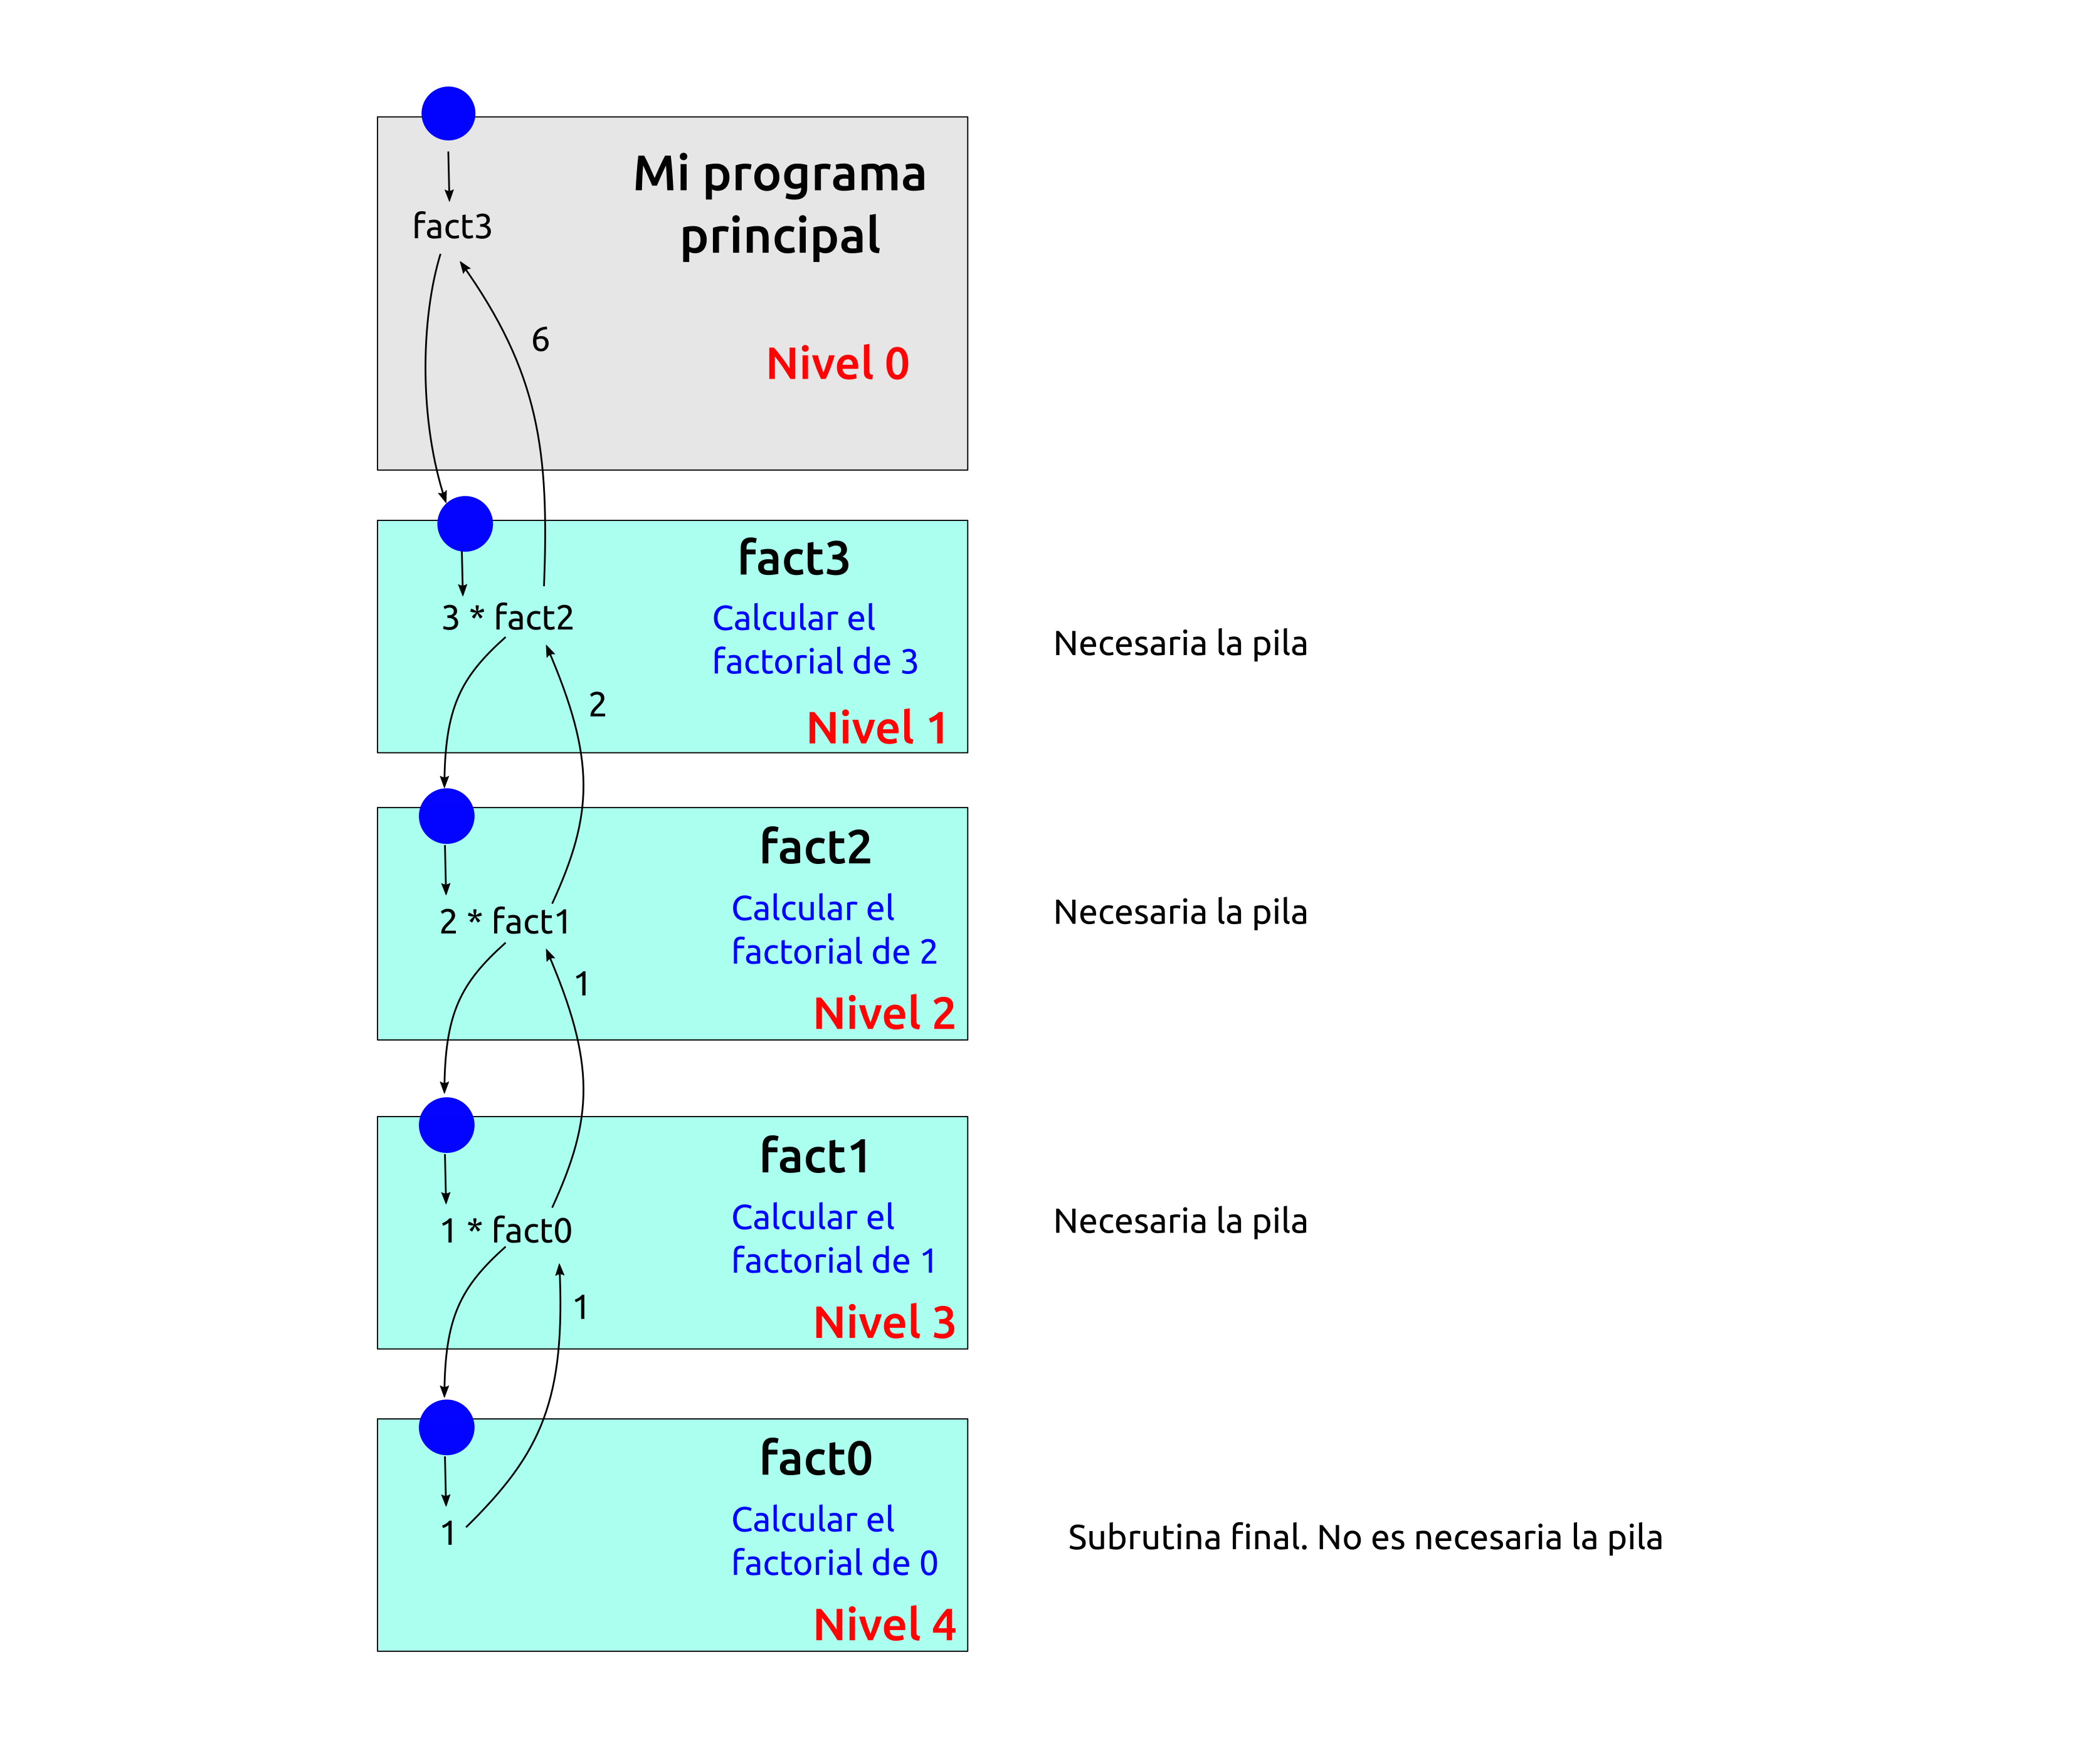 Mi programa
principal
fact3
6
Nivel 0
fact3
3 * fact2
Calcular el
factorial de 3
Necesaria la pila
2
Nivel 1
fact2
2 * fact1
Calcular el
factorial de 2
Necesaria la pila
1
Nivel 2
fact1
1 * fact0
Calcular el
factorial de 1
Necesaria la pila
1
Nivel 3
fact0
1
Calcular el
factorial de 0
Subrutina final. No es necesaria la pila
Nivel 4